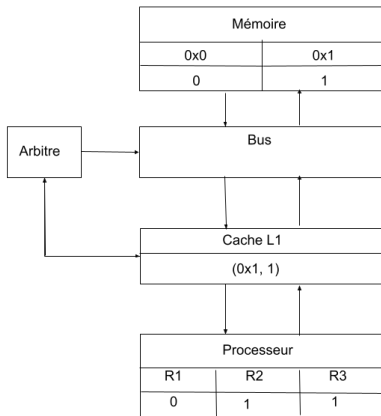 Mémoire
0x0 0x1
0 1
Arbitre
Bus
Cache L1
(0x1, 1)
Processeur
R1 R2 R3
0 1 1